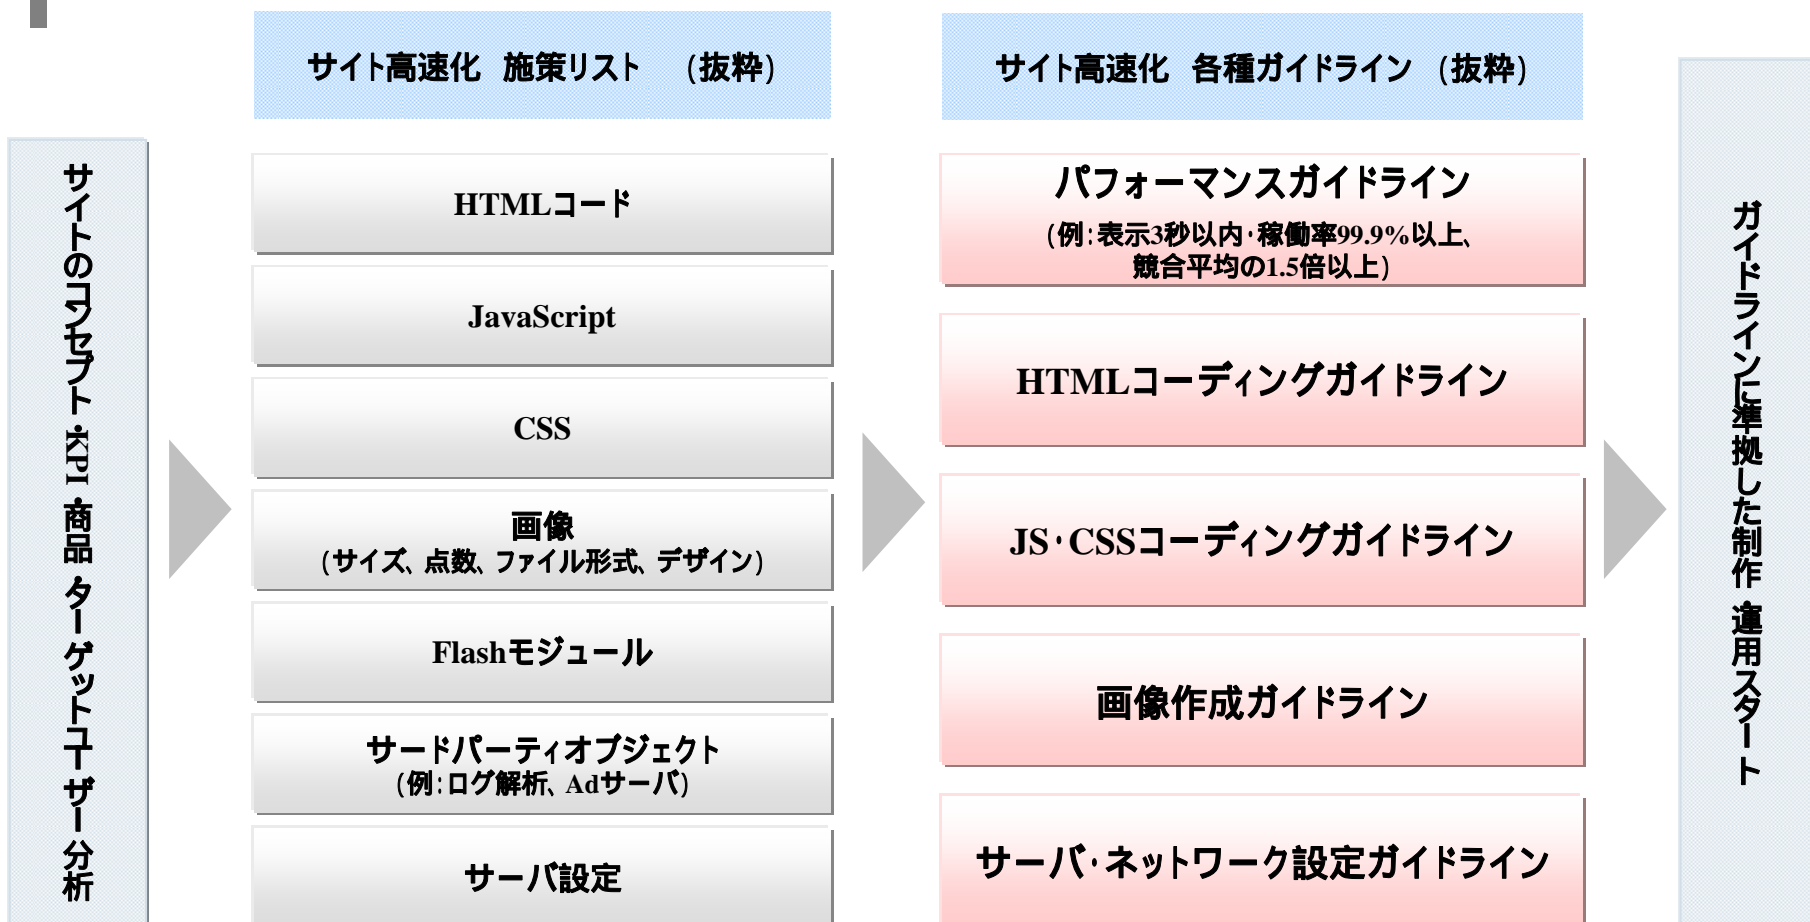 サイト高速化 施策リスト (抜粋)
サイト高速化 各種ガイドライン (抜粋)
サイトのコンセプト・KPI・商品・ターゲットユーザー分析
HTMLコード
JavaScript
CSS
画像
(サイズ、点数、ファイル形式、デザイン)
Flashモジュール
サードパーティオブジェクト
(例:ログ解析、Adサーバ)
サーバ設定
パフォーマンスガイドライン
(例:表示3秒以内・稼働率99.9%以上、
競合平均の1.5倍以上)
HTMLコーディングガイドライン
JS・CSSコーディングガイドライン
画像作成ガイドライン
サーバ・ネットワーク設定ガイドライン
ガイドラインに準拠した制作・運用スタート